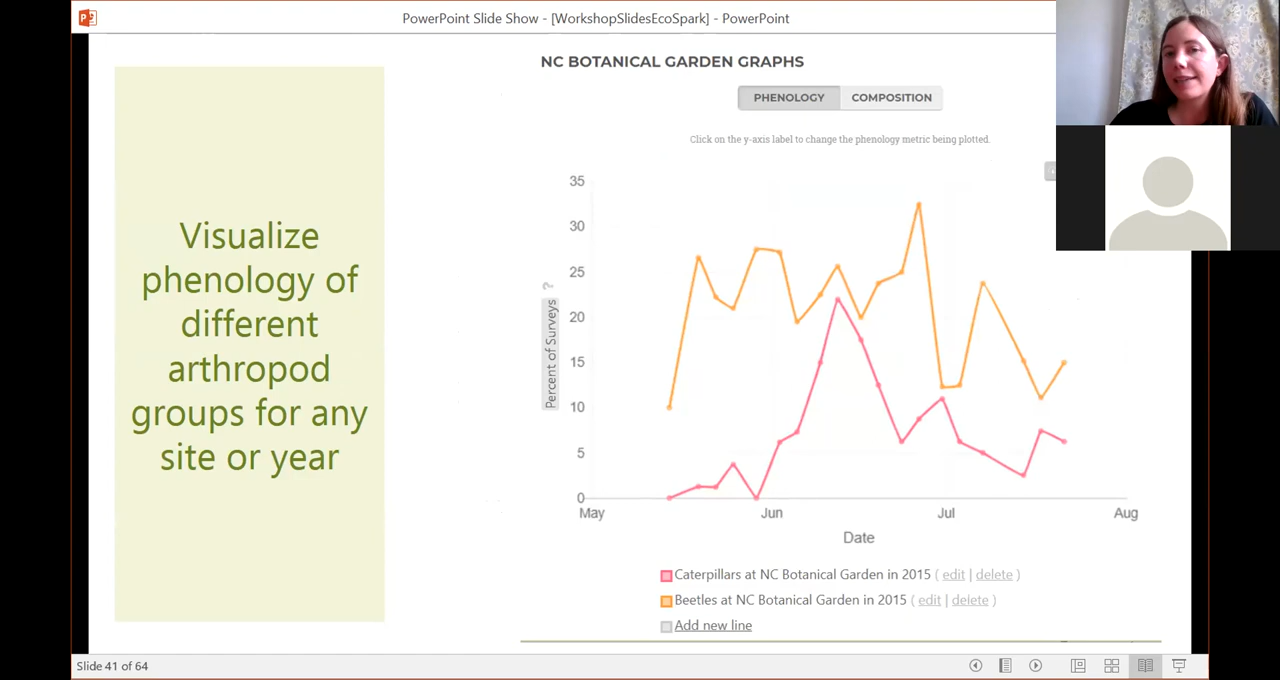 PowerPoint Slide Show - [WorkshopSlidesEcoSpark] - PowerPoint
Visualize
phenology of
different
arthropod
groups for any
site or year
NC BOTANICAL GARDEN GRAPHS
PHENOLOGY
COMPOSITION
Click on the y-axis label to change the phenology metric being plotted.
35
30
25
20
15
10
5
0
Percent of Surveys ?
May
Jun
Jul
Aug
Date
Caterpillars at NC Botanical Garden in 2015 ( edit | delete )
Beetles at NC Botanical Garden in 2015 ( edit | delete )
Add new line
Slide 41 of 64